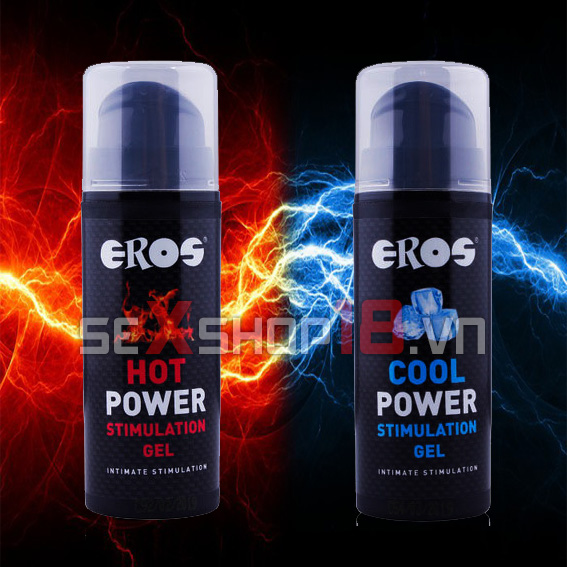 EROS®
HOT
POWER
STIMULATION
GEL
INTIMATE STIMULATION
EROS®
COOL
POWER
STIMULATION
GEL
INTIMATE STIMULATION
seXshop18.vn